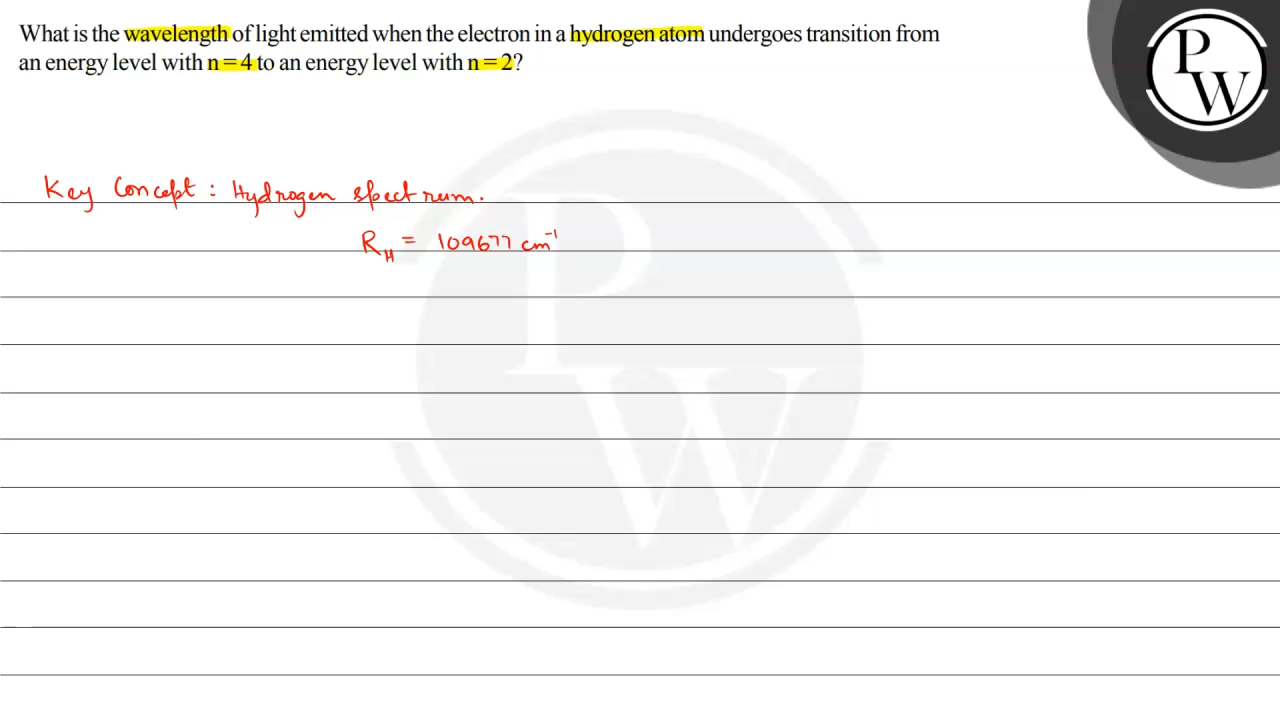 What is the wavelength of light emitted when the electron in a hydrogen atom undergoes transition from
an energy level with n = 4 to an energy level with n = 2?
P
W
Key Concept : Hydrogen spectrum.
R_H = 109677 cm⁻¹
P
W